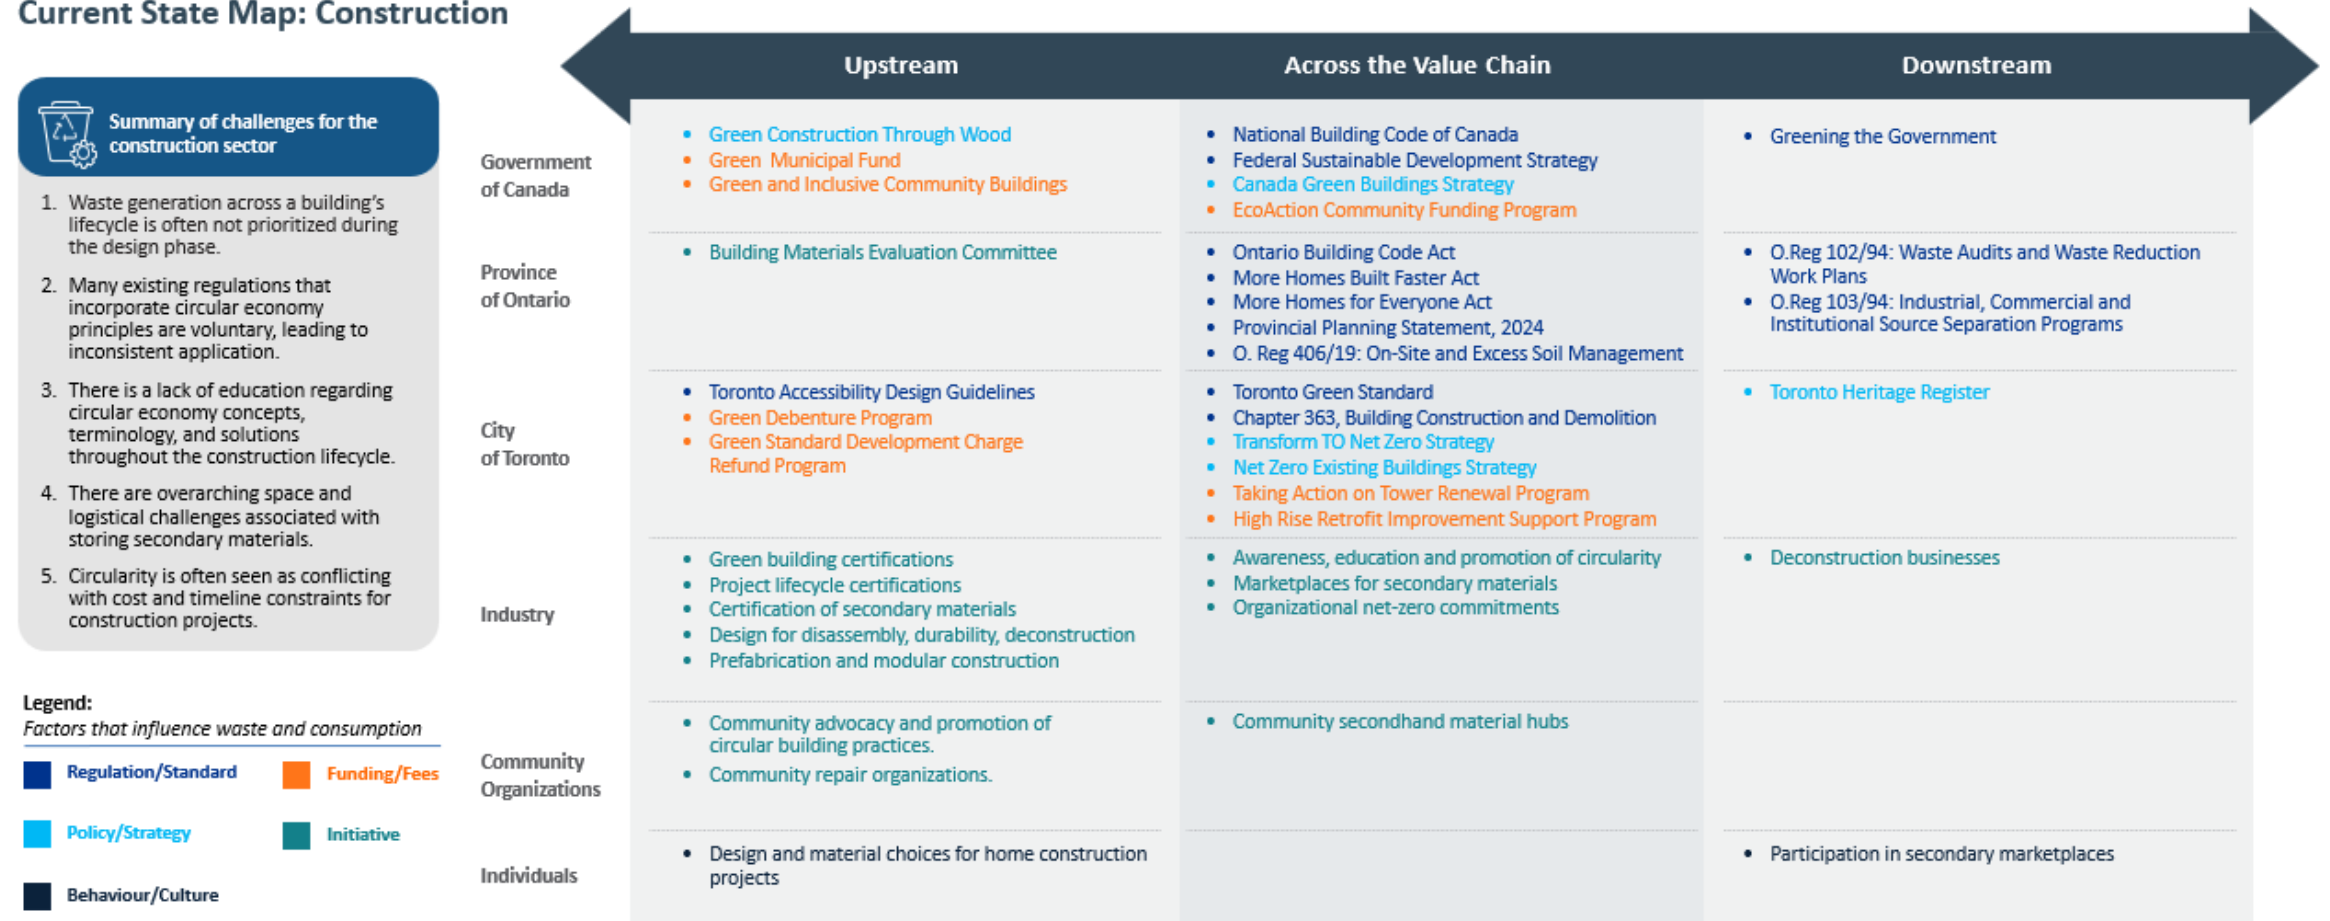 Current State Map: Construction
Summary of challenges for the
construction sector
1. Waste generation across a building's
lifecycle is often not prioritized during
the design phase.
2. Many existing regulations that
incorporate circular economy
principles are voluntary, leading to
inconsistent application.
3. There is a lack of education regarding
circular economy concepts,
terminology, and solutions
throughout the construction lifecycle.
4. There are overarching space and
logistical challenges associated with
storing secondary materials.
5. Circularity is often seen as conflicting
with cost and timeline constraints for
construction projects.
Legend:
Factors that influence waste and consumption
Regulation/Standard
Funding/Fees
Policy/Strategy
Initiative
Behaviour/Culture
Upstream
Across the Value Chain
Downstream
Government
of Canada
• Green Construction Through Wood
• Green Municipal Fund
• Green and Inclusive Community Buildings
• National Building Code of Canada
• Federal Sustainable Development Strategy
• Canada Green Buildings Strategy
• EcoAction Community Funding Program
• Greening the Government
Province
of Ontario
• Building Materials Evaluation Committee
• Ontario Building Code Act
• More Homes Built Faster Act
• More Homes for Everyone Act
• Provincial Planning Statement, 2024
• O. Reg 406/19: On-Site and Excess Soil Management
• O.Reg 102/94: Waste Audits and Waste Reduction
Work Plans
• O.Reg 103/94: Industrial, Commercial and
Institutional Source Separation Programs
City
of Toronto
• Toronto Accessibility Design Guidelines
• Green Debenture Program
• Green Standard Development Charge
Refund Program
• Toronto Green Standard
• Chapter 363, Building Construction and Demolition
• Transform TO Net Zero Strategy
• Net Zero Existing Buildings Strategy
• Taking Action on Tower Renewal Program
• High Rise Retrofit Improvement Support Program
• Toronto Heritage Register
Industry
• Green building certifications
• Project lifecycle certifications
• Certification of secondary materials
• Design for disassembly, durability, deconstruction
• Prefabrication and modular construction
• Awareness, education and promotion of circularity
• Marketplaces for secondary materials
• Organizational net-zero commitments
• Deconstruction businesses
Community
Organizations
• Community advocacy and promotion of
circular building practices.
• Community repair organizations.
• Community secondhand material hubs
Individuals
• Design and material choices for home construction
projects
• Participation in secondary marketplaces